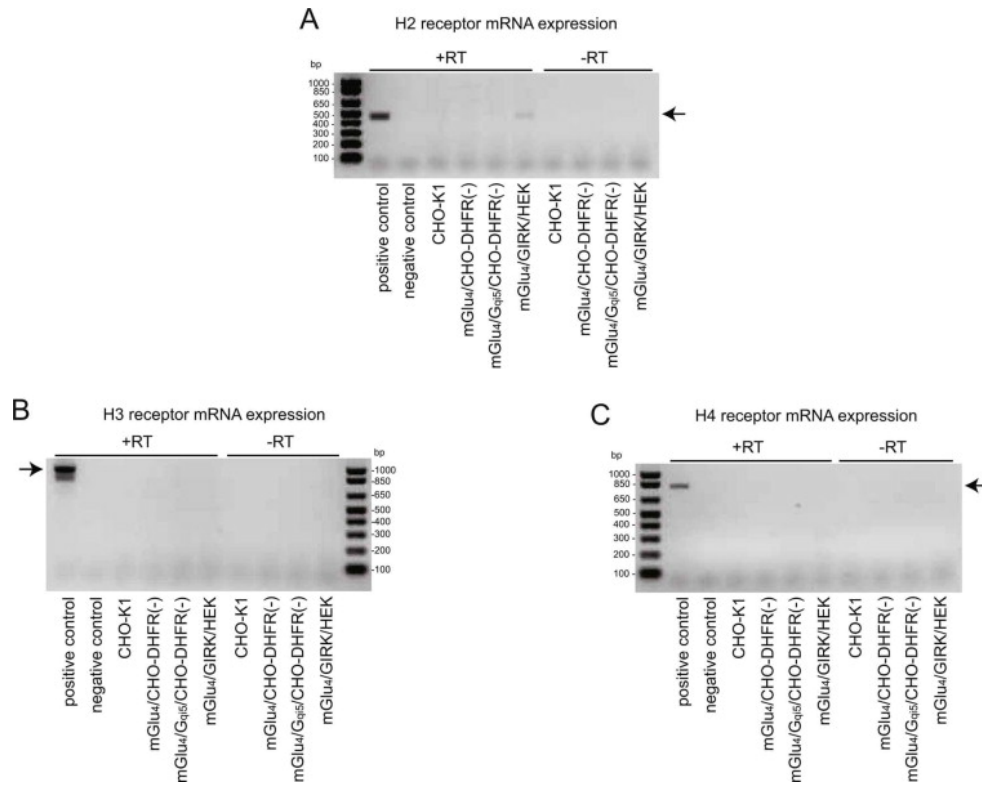 A
H2 receptor mRNA expression
+RT
-RT
bp
1000
850
650
500
400
300
200
100
positive control
negative control
CHO-K1
mGlu₄/CHO-DHFR(-)
mGlu₄/Gqi5/CHO-DHFR(-)
mGlu₄/GIRK/HEK
CHO-K1
mGlu₄/CHO-DHFR(-)
mGlu₄/Gqi5/CHO-DHFR(-)
mGlu₄/GIRK/HEK
B
H3 receptor mRNA expression
+RT
-RT
bp
1000
850
650
500
400
300
200
100
positive control
negative control
CHO-K1
mGlu₄/CHO-DHFR(-)
mGlu₄/Gqi5/CHO-DHFR(-)
mGlu₄/GIRK/HEK
CHO-K1
mGlu₄/CHO-DHFR(-)
mGlu₄/Gqi5/CHO-DHFR(-)
mGlu₄/GIRK/HEK
C
H4 receptor mRNA expression
+RT
-RT
bp
1000
850
650
500
400
300
200
100
positive control
negative control
CHO-K1
mGlu₄/CHO-DHFR(-)
mGlu₄/Gqi5/CHO-DHFR(-)
mGlu₄/GIRK/HEK
CHO-K1
mGlu₄/CHO-DHFR(-)
mGlu₄/Gqi5/CHO-DHFR(-)
mGlu₄/GIRK/HEK